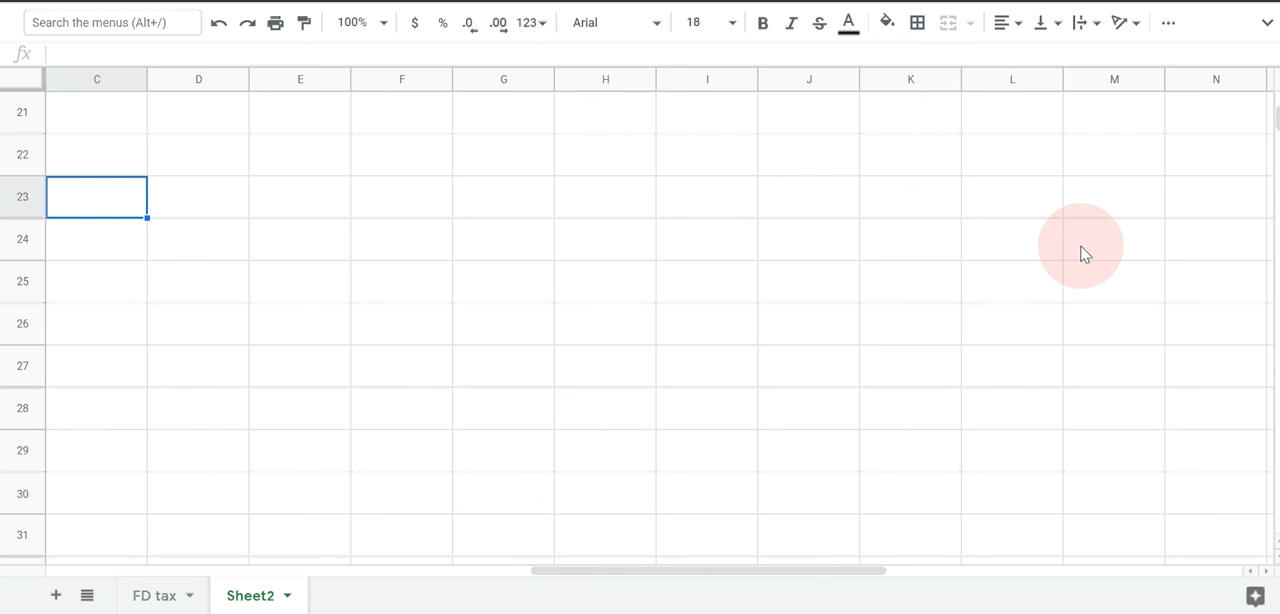 Search the menus (Alt+/) 100% $ % .0 .00 123 Arial 18 B I S A ...
fx
C D E F G H I J K L M N
21
22
23
24
25
26
27
28
29
30
31
+ FD tax Sheet2